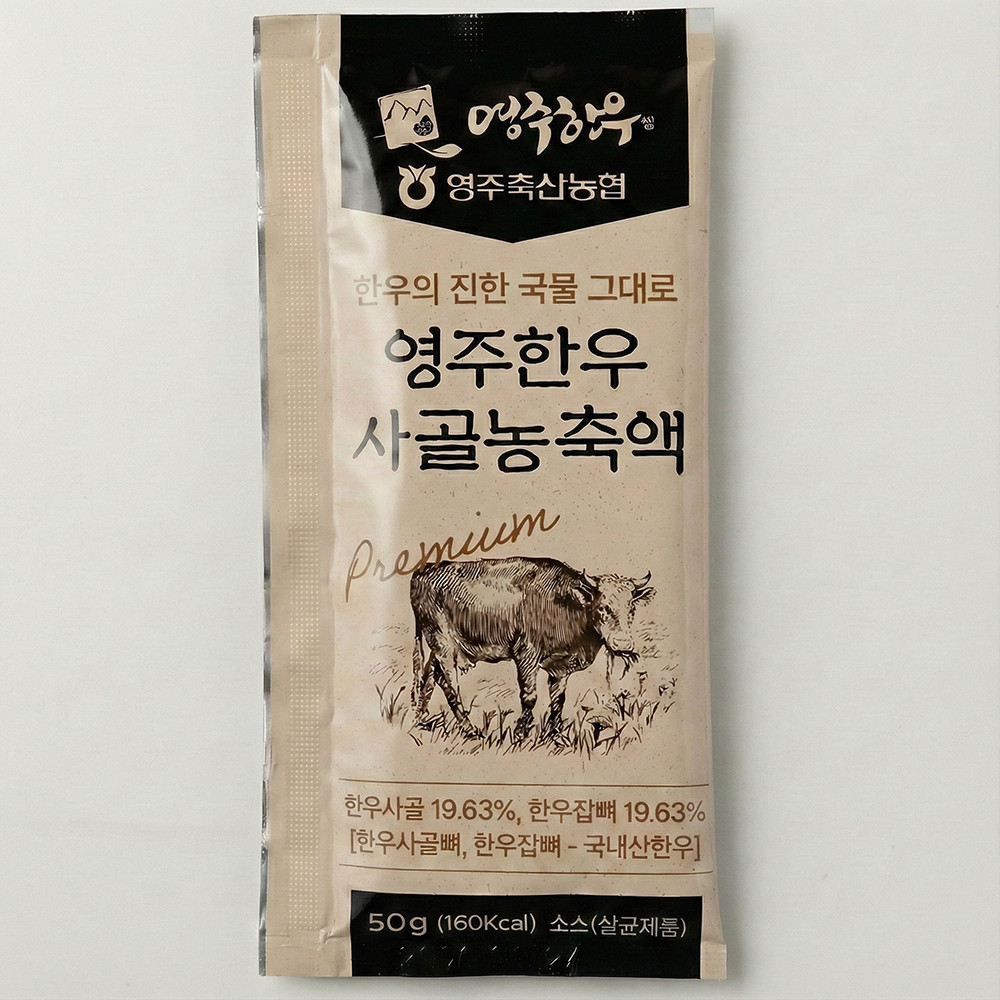 영주한우
영주축산농협
한우의 진한 국물 그대로
영주한우
사골농축액
Premium
한우사골 19.63%, 한우잡뼈 19.63%
[한우사골뼈, 한우잡뼈 - 국내산한우]
50g (160Kcal) 소스(살균제품)